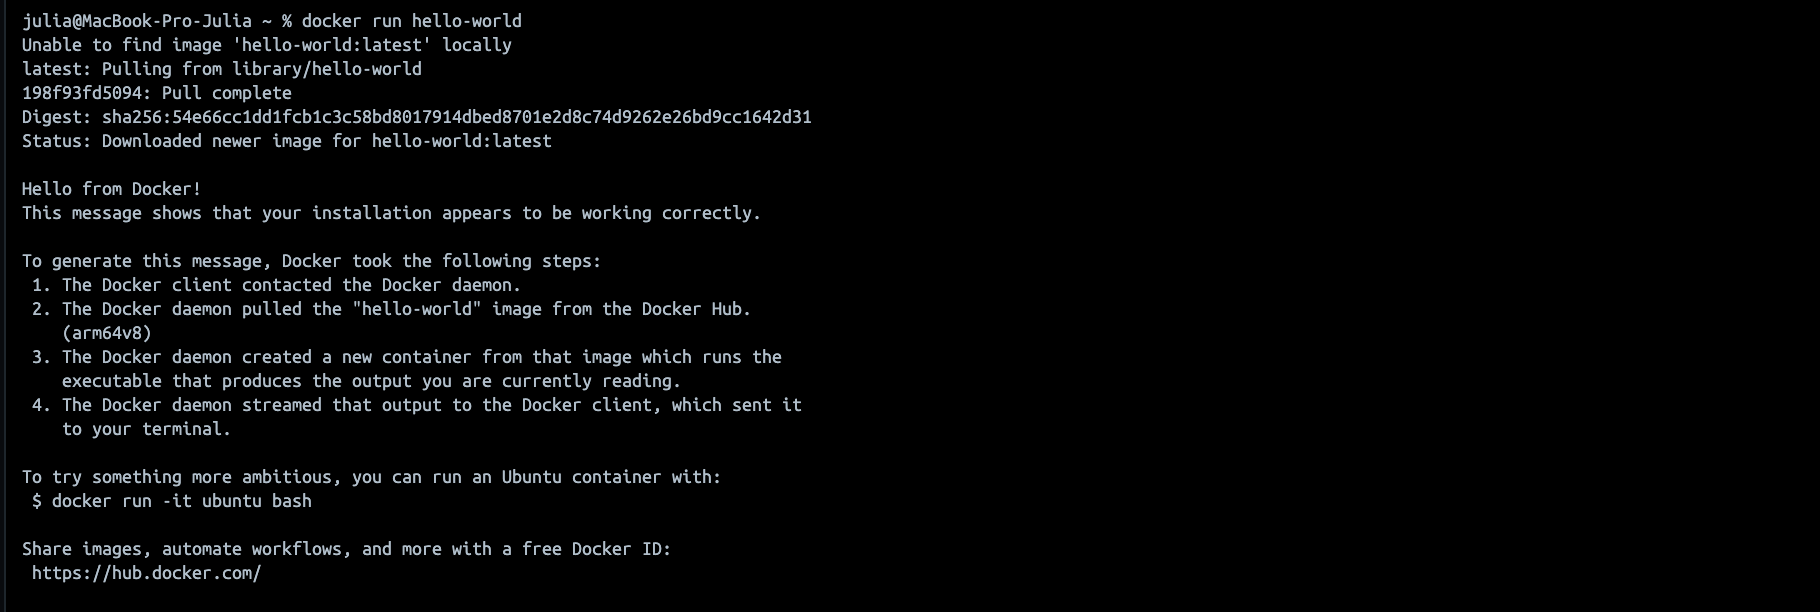 julia@MacBook-Pro-Julia ~ % docker run hello-world
Unable to find image 'hello-world:latest' locally
latest: Pulling from library/hello-world
198f93fd5094: Pull complete
Digest: sha256:54e66cc1dd1fcb1c3c58bd8017914dbed8701e2d8c74d9262e26bd9cc1642d31
Status: Downloaded newer image for hello-world:latest

Hello from Docker!
This message shows that your installation appears to be working correctly.

To generate this message, Docker took the following steps:
 1. The Docker client contacted the Docker daemon.
 2. The Docker daemon pulled the "hello-world" image from the Docker Hub.
    (arm64v8)
 3. The Docker daemon created a new container from that image which runs the
    executable that produces the output you are currently reading.
 4. The Docker daemon streamed that output to the Docker client, which sent it
    to your terminal.

To try something more ambitious, you can run an Ubuntu container with:
 $ docker run -it ubuntu bash

Share images, automate workflows, and more with a free Docker ID:
 https://hub.docker.com/